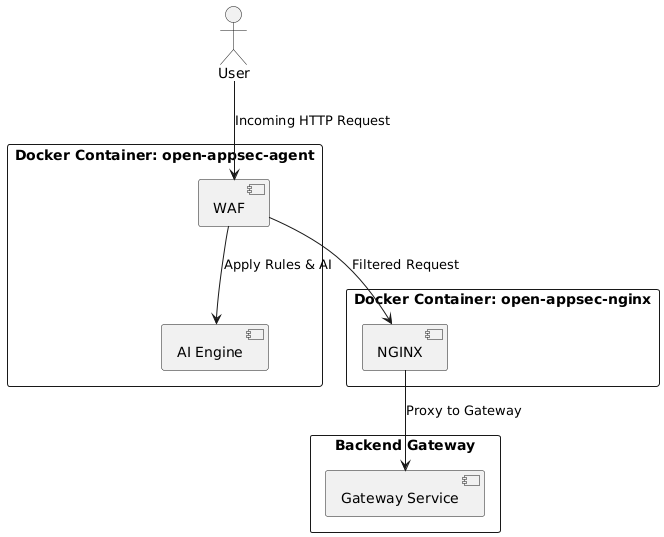 User
Incoming HTTP Request
Docker Container: open-appsec-agent
WAF
Apply Rules & AI
Filtered Request
Docker Container: open-appsec-nginx
AI Engine
NGINX
Proxy to Gateway
Backend Gateway
Gateway Service